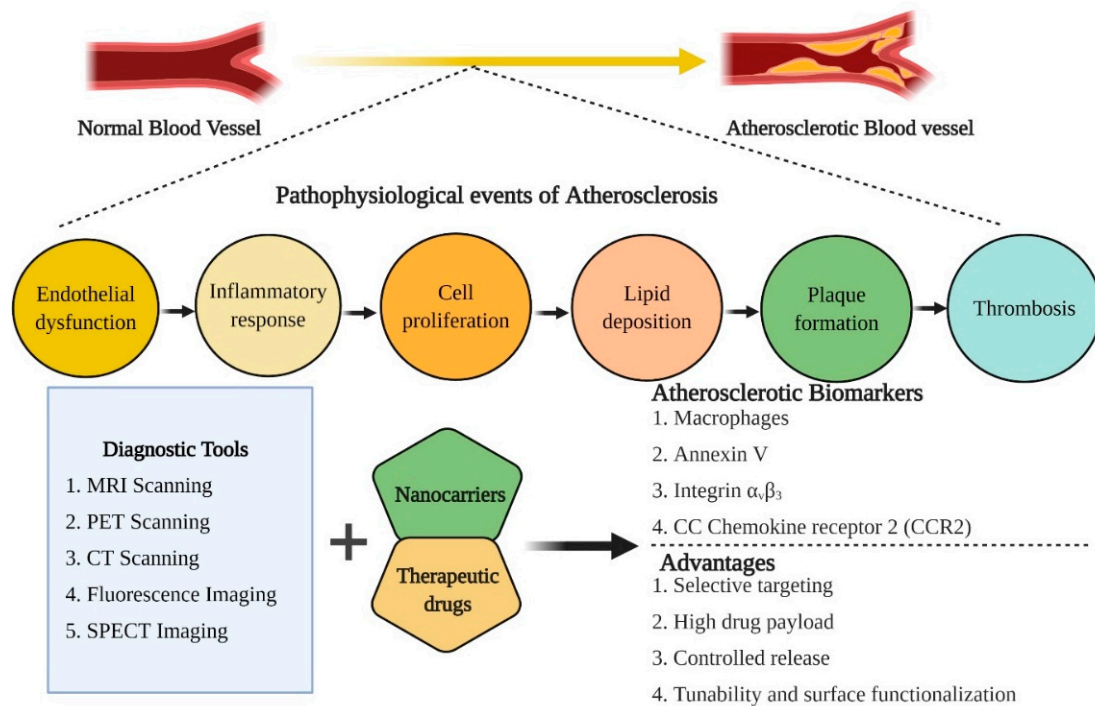 Normal Blood Vessel
Atherosclerotic Blood vessel
Pathophysiological events of Atherosclerosis
Endothelial
dysfunction
Inflammatory
response
Cell
proliferation
Lipid
deposition
Plaque
formation
Thrombosis
Diagnostic Tools
1. MRI Scanning
2. PET Scanning
3. CT Scanning
4. Fluorescence Imaging
5. SPECT Imaging
+
Nanocarriers
Therapeutic
drugs
Atherosclerotic Biomarkers
1. Macrophages
2. Annexin V
3. Integrin αᵥβ₃
4. CC Chemokine receptor 2 (CCR2)
Advantages
1. Selective targeting
2. High drug payload
3. Controlled release
4. Tunability and surface functionalization